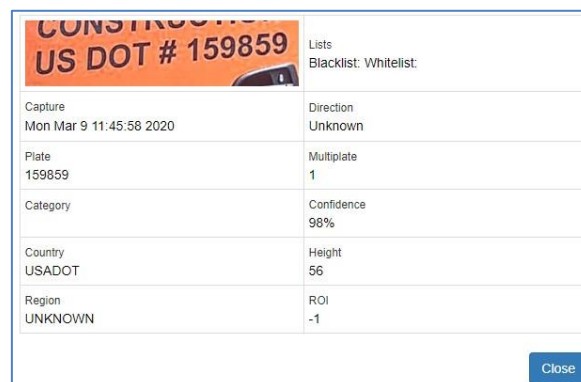 CONSTRUCTION
US DOT # 159859
Lists
Blacklist: Whitelist:
Capture
Mon Mar 9 11:45:58 2020
Direction
Unknown
Plate
159859
Multiplate
1
Category
Confidence
98%
Country
USADOT
Height
56
Region
UNKNOWN
ROI
-1
Close